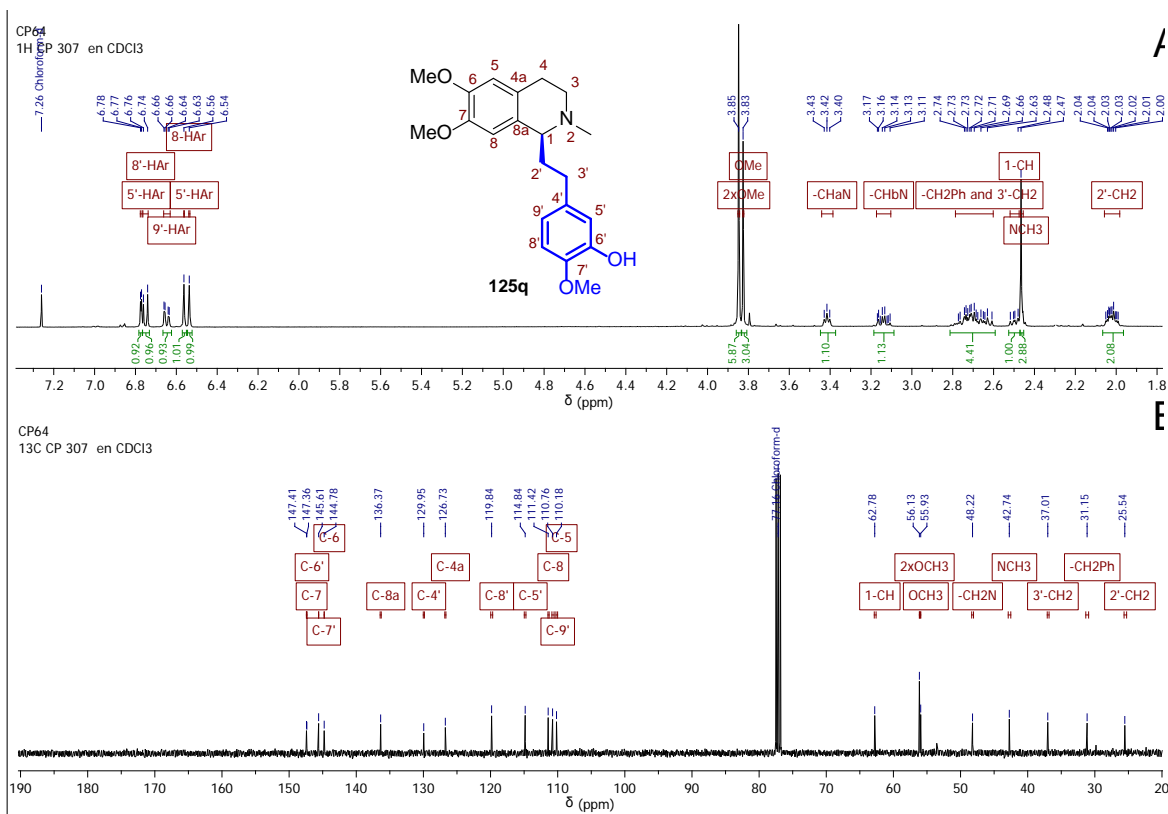 CP64
1H CP 307 en CDCl3
A
7.26 Chloroform-d
6.78
6.77
6.76
6.74
6.66
6.66
6.64
6.63
6.56
6.54
3.85
3.83
3.43
3.42
3.40
3.17
3.16
3.14
3.13
3.11
2.74
2.73
2.73
2.72
2.71
2.69
2.66
2.63
2.48
2.47
2.04
2.04
2.03
2.03
2.02
2.01
2.00
8-HAr
8'-HAr
5'-HAr
5'-HAr
9'-HAr
OMe
2xOMe
-CHaN
-CHbN
-CH2Ph and 3'-CH2
1-CH
NCH3
2'-CH2
MeO
MeO
6
5
4a
4
3
N
2
7
8
8a
1
2'
3'
4'
9'
5'
8'
6'
7'
OH
OMe
125q
0.92
0.96
0.93
1.01
0.99
5.87
3.04
1.10
1.13
4.41
1.00
2.88
2.08
7.2 7.0 6.8 6.6 6.4 6.2 6.0 5.8 5.6 5.4 5.2 5.0 4.8 4.6 4.4 4.2 4.0 3.8 3.6 3.4 3.2 3.0 2.8 2.6 2.4 2.2 2.0 1.8
δ (ppm)
CP64
13C CP 307 en CDCl3
147.41
147.36
145.61
144.78
136.37
129.95
126.73
119.84
114.84
111.42
110.76
110.18
77.16 Chloroform-d
62.78
56.13
55.93
48.22
42.74
37.01
31.15
25.54
C-6
C-5
C-6'
C-4a
C-8
2xOCH3
NCH3
-CH2Ph
C-7
C-8a
C-4'
C-8'
C-5'
1-CH
OCH3
-CH2N
3'-CH2
2'-CH2
C-7'
C-9'
190 180 170 160 150 140 130 120 110 100 90 80 70 60 50 40 30 20
δ (ppm)